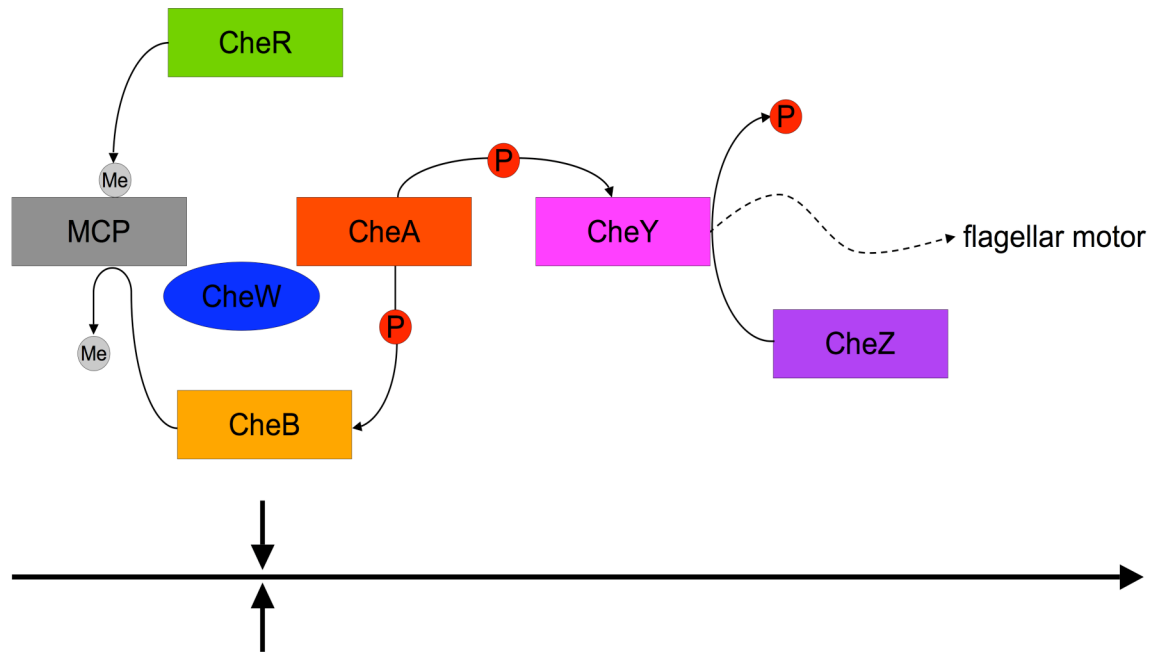 CheR
P
P
Me
MCP
CheA
CheY
flagellar motor
CheW
P
CheZ
Me
CheB